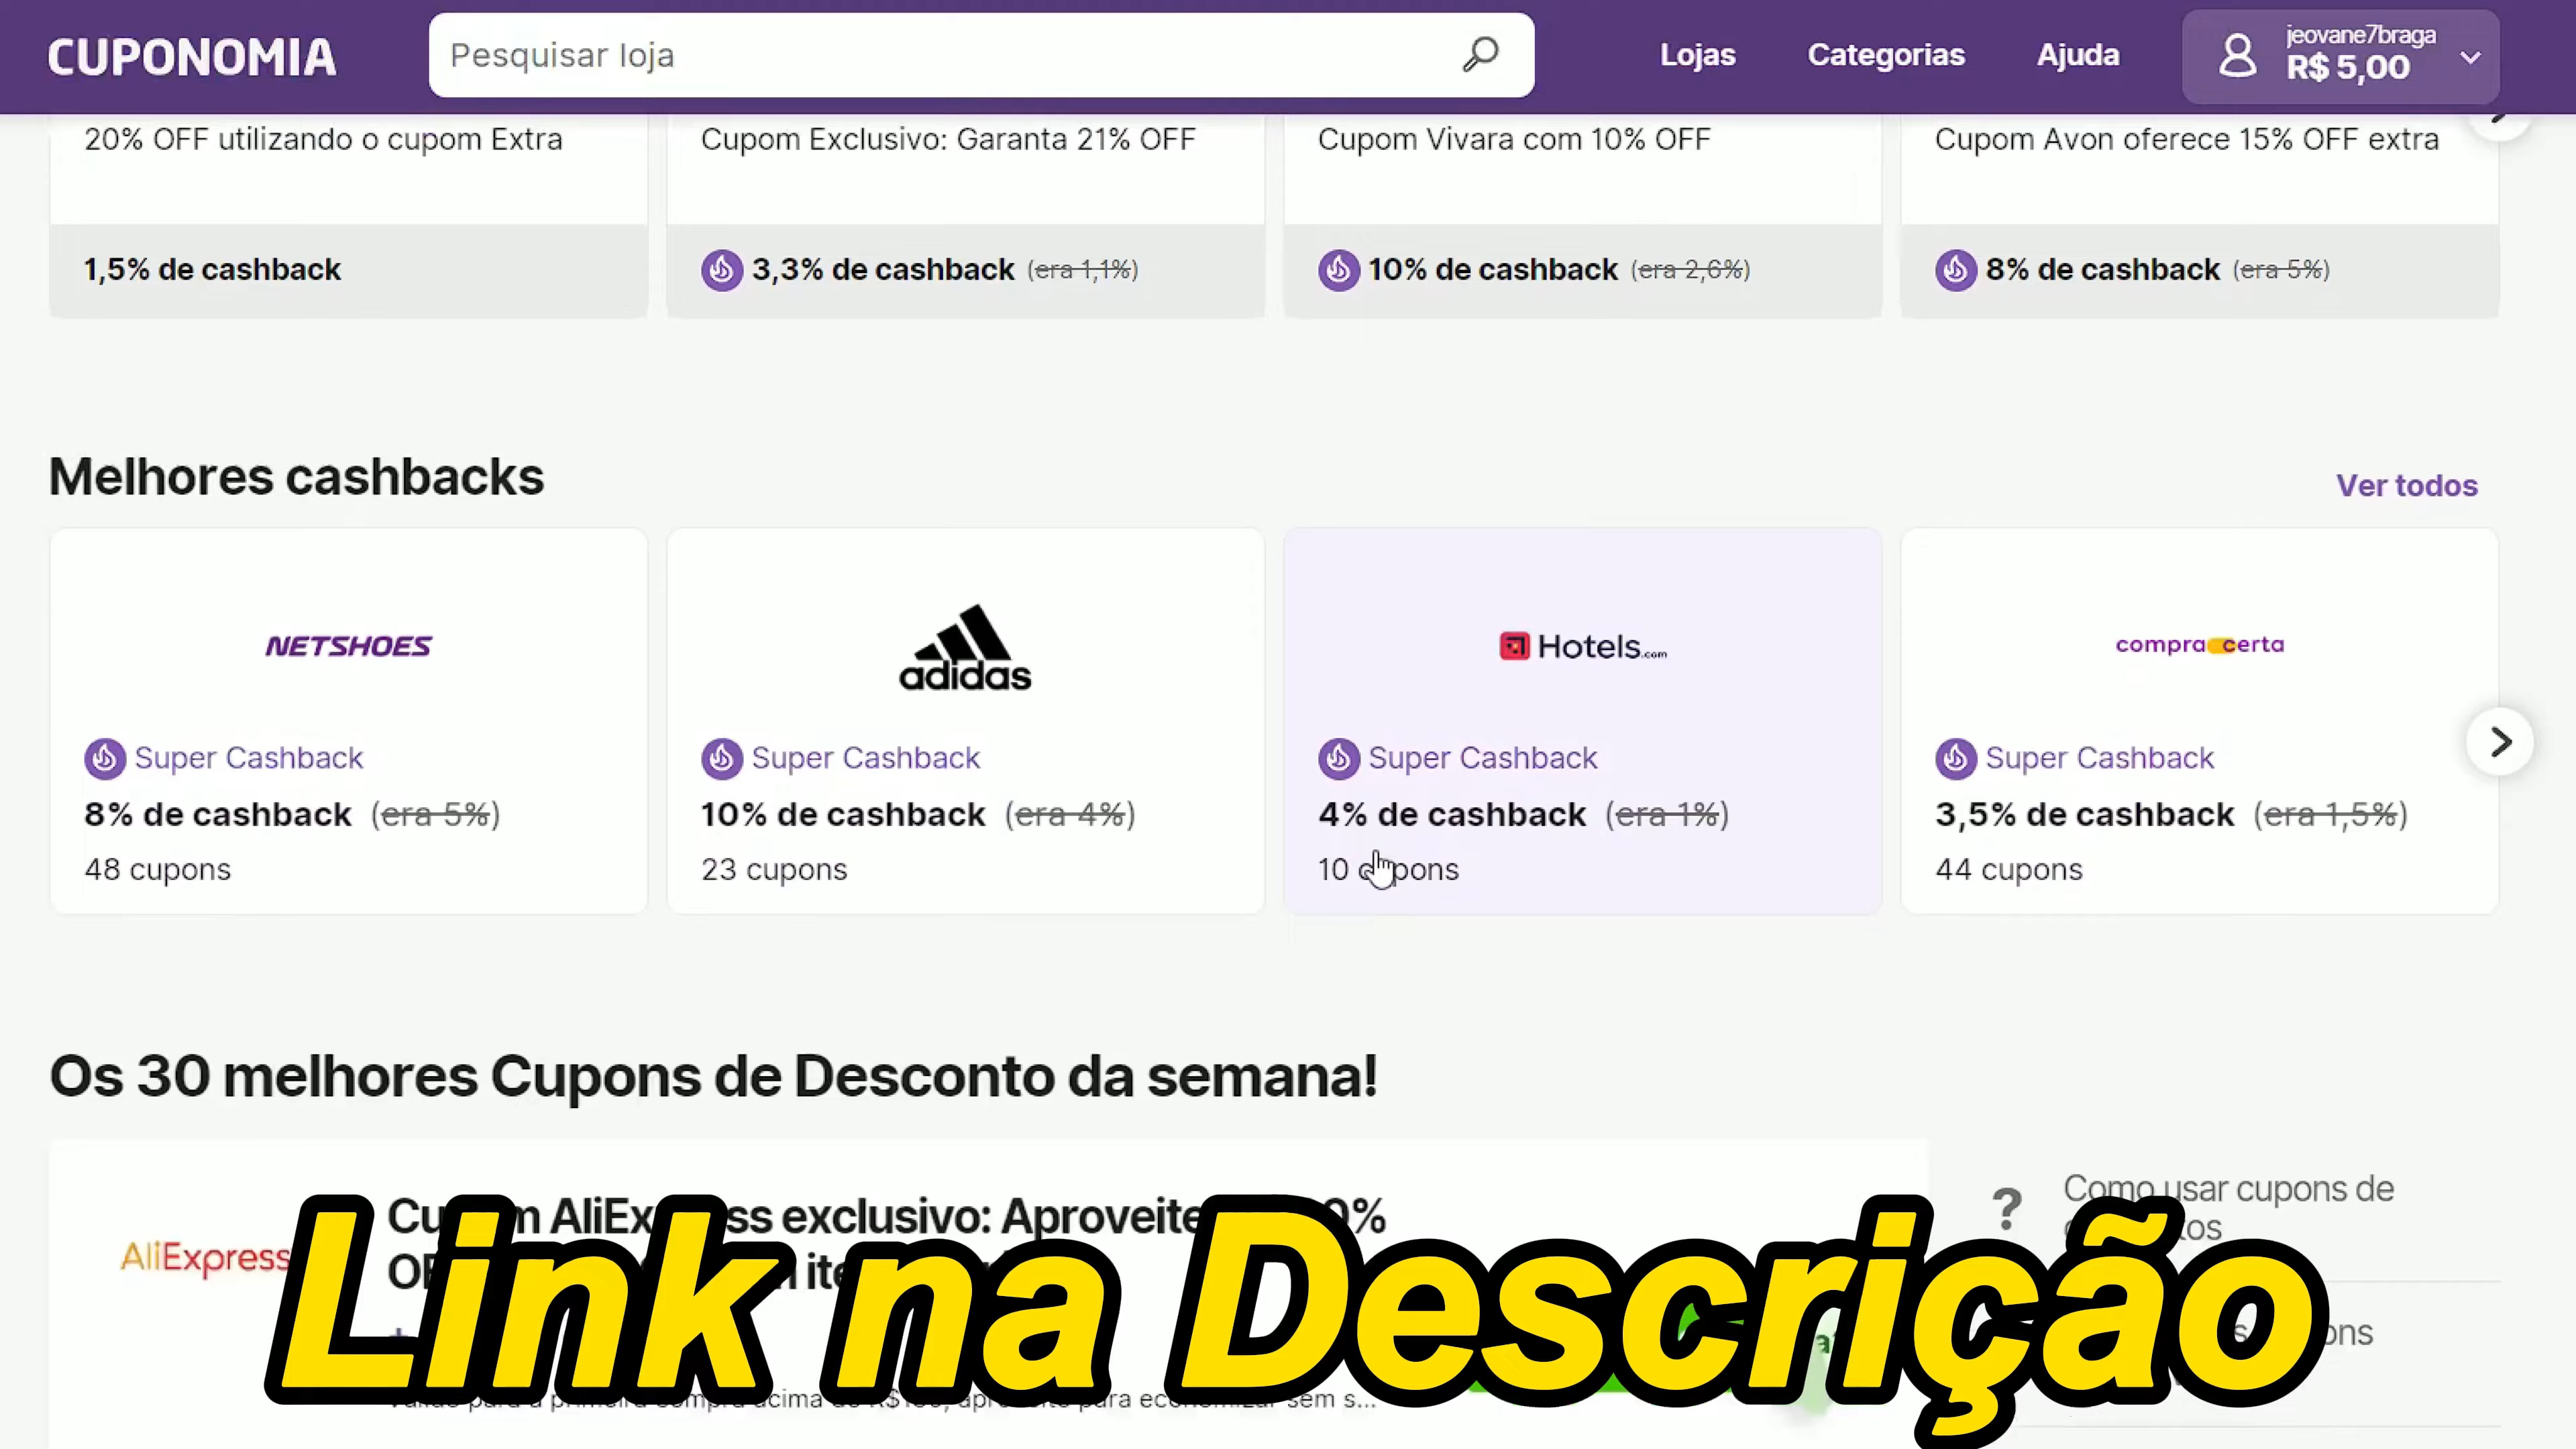 CUPONOMIA
Pesquisar loja
Lojas
Categorias
Ajuda
jeovane7braga
R$ 5,00
20% OFF utilizando o cupom Extra
Cupom Exclusivo: Garanta 21% OFF
Cupom Vivara com 10% OFF
Cupom Avon oferece 15% OFF extra
1,5% de cashback
3,3% de cashback (era 1,1%)
10% de cashback (era 2,6%)
8% de cashback (era 5%)
Melhores cashbacks
Ver todos
NETSHOES
Super Cashback
8% de cashback (era 5%)
48 cupons
adidas
Super Cashback
10% de cashback (era 4%)
23 cupons
Hotels.com
Super Cashback
4% de cashback (era 1%)
10 cupons
compra certa
Super Cashback
3,5% de cashback (era 1,5%)
44 cupons
Os 30 melhores Cupons de Desconto da semana!
AliExpress
AliExpress exclusivo: Aproveite
Como usar cupons de
Link na Descrição